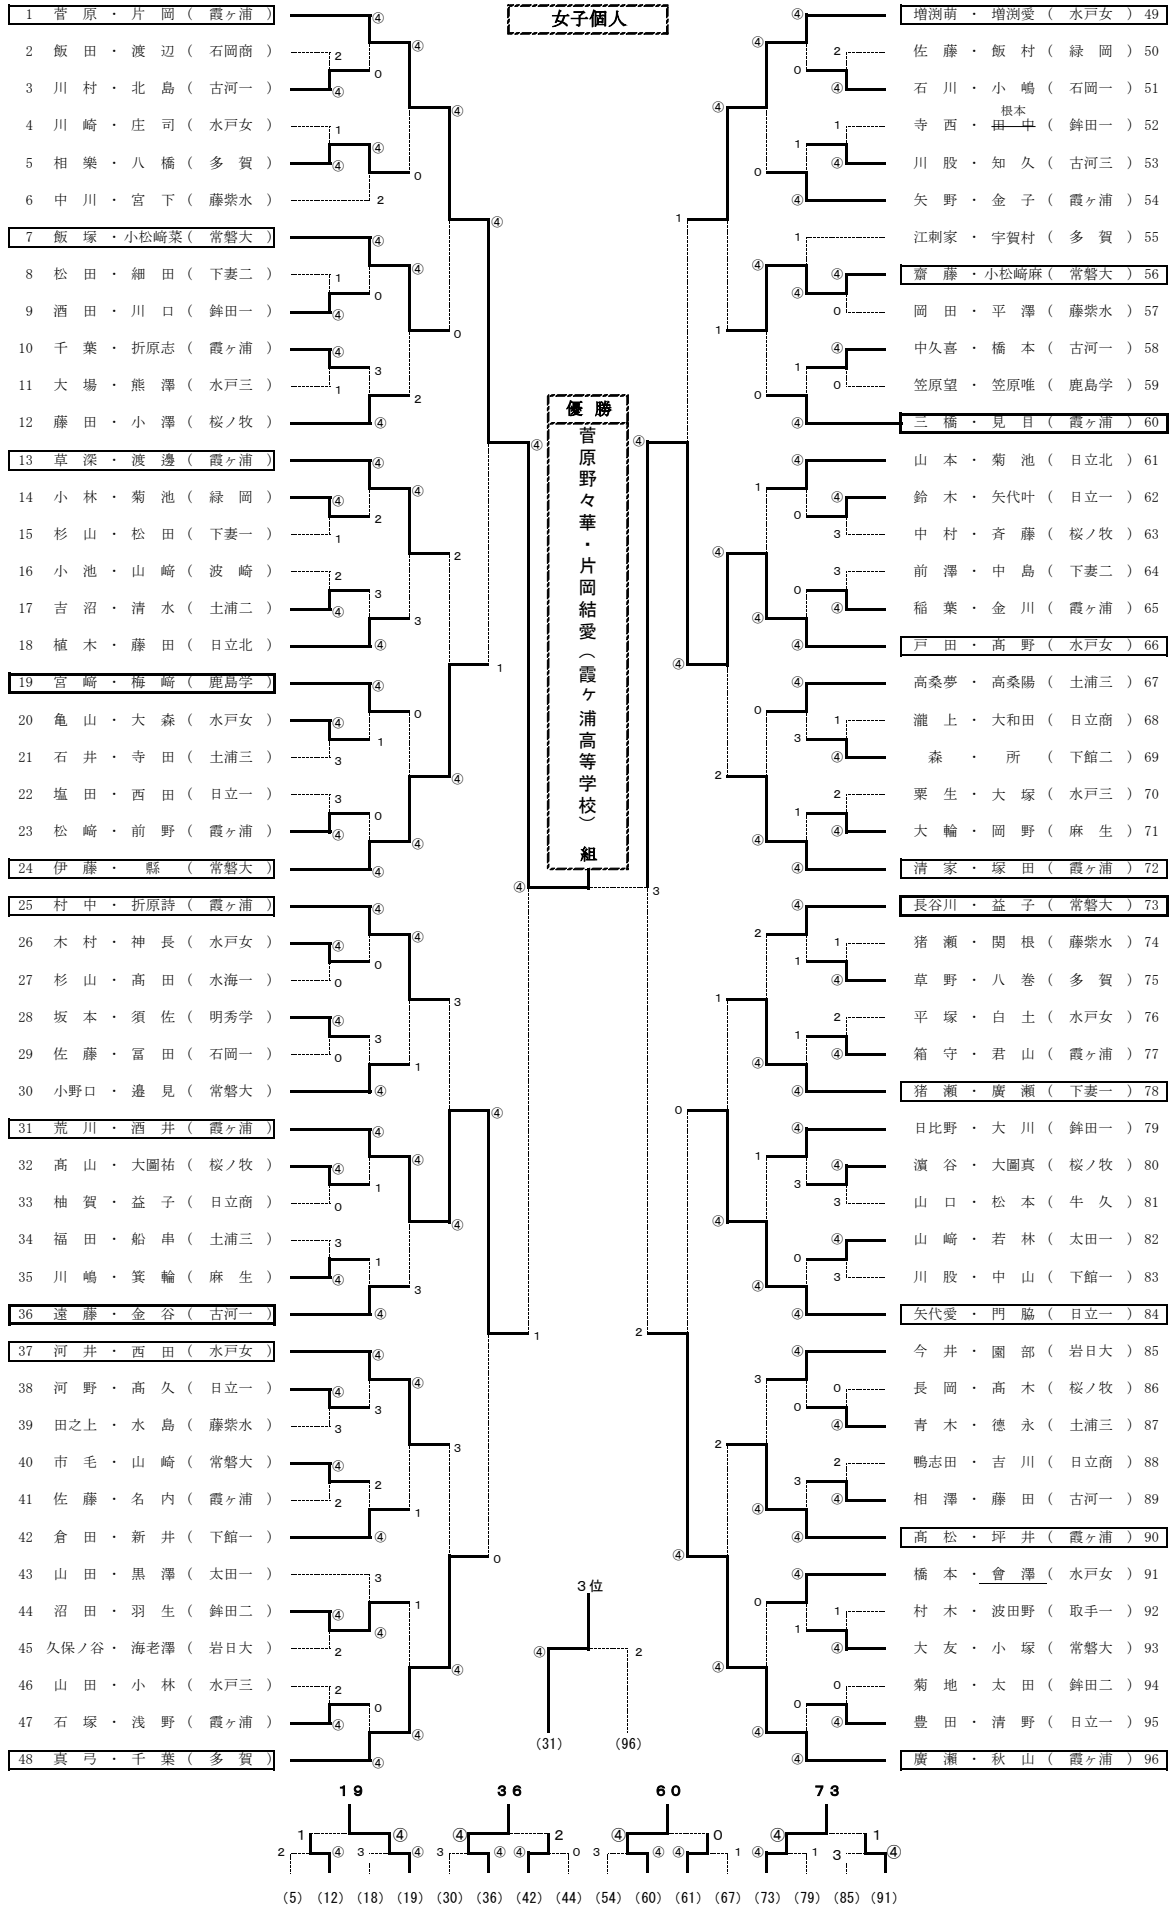 女子個人
1 菅 原 ・ 片 岡 ( 霞ヶ浦 )
2 飯 田 ・ 渡 辺 ( 石岡商 )
3 川 村 ・ 北 島 ( 古河一 )
4 川 崎 ・ 庄 司 ( 水戸女 )
5 相 樂 ・ 八 橋 ( 多 賀 )
6 中 川 ・ 宮 下 ( 藤紫水 )
7 飯 塚 ・ 小松﨑菜 ( 常磐大 )
8 松 田 ・ 細 田 ( 下妻二 )
9 酒 田 ・ 川 口 ( 鉾田一 )
10 千 葉 ・ 折原志 ( 霞ヶ浦 )
11 大 場 ・ 熊 澤 ( 水戸三 )
12 藤 田 ・ 小 澤 ( 桜ノ牧 )
13 草 深 ・ 渡 邊 ( 霞ヶ浦 )
14 小 林 ・ 菊 池 ( 緑 岡 )
15 杉 山 ・ 松 田 ( 下妻一 )
16 小 池 ・ 山 﨑 ( 波 崎 )
17 吉 沼 ・ 清 水 ( 土浦二 )
18 植 木 ・ 藤 田 ( 日立北 )
19 宮 﨑 ・ 梅 﨑 ( 鹿島学 )
20 亀 山 ・ 大 森 ( 水戸女 )
21 石 井 ・ 寺 田 ( 土浦三 )
22 塩 田 ・ 西 田 ( 日立一 )
23 松 﨑 ・ 前 野 ( 霞ヶ浦 )
24 伊 藤 ・ 縣 ( 常磐大 )
25 村 中 ・ 折原詩 ( 霞ヶ浦 )
26 木 村 ・ 神 長 ( 水戸女 )
27 杉 山 ・ 髙 田 ( 水海一 )
28 坂 本 ・ 須 佐 ( 明秀学 )
29 佐 藤 ・ 冨 田 ( 石岡一 )
30 小野口 ・ 邉 見 ( 常磐大 )
31 荒 川 ・ 酒 井 ( 霞ヶ浦 )
32 髙 山 ・ 大圖祐 ( 桜ノ牧 )
33 柚 賀 ・ 益 子 ( 日立商 )
34 福 田 ・ 船 串 ( 土浦三 )
35 川 嶋 ・ 箕 輪 ( 麻 生 )
36 遠 藤 ・ 金 谷 ( 古河一 )
37 河 井 ・ 西 田 ( 水戸女 )
38 河 野 ・ 髙 久 ( 日立一 )
39 田之上 ・ 水 島 ( 藤紫水 )
40 市 毛 ・ 山 崎 ( 常磐大 )
41 佐 藤 ・ 名 内 ( 霞ヶ浦 )
42 倉 田 ・ 新 井 ( 下館一 )
43 山 田 ・ 黒 澤 ( 太田一 )
44 沼 田 ・ 羽 生 ( 鉾田二 )
45 久保ノ谷 ・ 海老澤 ( 岩日大 )
46 山 田 ・ 小 林 ( 水戸三 )
47 石 塚 ・ 浅 野 ( 霞ヶ浦 )
48 真 弓 ・ 千 葉 ( 多 賀 )
優 勝
菅原野々華・片岡結愛（霞ヶ浦高等学校） 組
増渕萌 ・ 増渕愛 ( 水戸女 ) 49
佐 藤 ・ 飯 村 ( 緑 岡 ) 50
石 川 ・ 小 嶋 ( 石岡一 ) 51
根本
寺 西 ・ 田 中 ( 鉾田一 ) 52
川 股 ・ 知 久 ( 古河三 ) 53
矢 野 ・ 金 子 ( 霞ヶ浦 ) 54
江刺家 ・ 宇賀村 ( 多 賀 ) 55
齋 藤 ・ 小松﨑麻 ( 常磐大 ) 56
岡 田 ・ 平 澤 ( 藤紫水 ) 57
中久喜 ・ 橋 本 ( 古河一 ) 58
笠原望 ・ 笠原唯 ( 鹿島学 ) 59
三 橋 ・ 見 目 ( 霞ヶ浦 ) 60
山 本 ・ 菊 池 ( 日立北 ) 61
鈴 木 ・ 矢代叶 ( 日立一 ) 62
中 村 ・ 斉 藤 ( 桜ノ牧 ) 63
前 澤 ・ 中 島 ( 下妻二 ) 64
稲 葉 ・ 金 川 ( 霞ヶ浦 ) 65
戸 田 ・ 髙 野 ( 水戸女 ) 66
高桑夢 ・ 高桑陽 ( 土浦三 ) 67
瀧 上 ・ 大和田 ( 日立商 ) 68
森 ・ 所 ( 下館二 ) 69
栗 生 ・ 大 塚 ( 水戸三 ) 70
大 輪 ・ 岡 野 ( 麻 生 ) 71
清 家 ・ 塚 田 ( 霞ヶ浦 ) 72
長谷川 ・ 益 子 ( 常磐大 ) 73
猪 瀬 ・ 関 根 ( 藤紫水 ) 74
草 野 ・ 八 巻 ( 多 賀 ) 75
平 塚 ・ 白 土 ( 水戸女 ) 76
箱 守 ・ 君 山 ( 霞ヶ浦 ) 77
猪 瀬 ・ 廣 瀬 ( 下妻一 ) 78
日比野 ・ 大 川 ( 鉾田一 ) 79
濵 谷 ・ 大圖真 ( 桜ノ牧 ) 80
山 口 ・ 松 本 ( 牛 久 ) 81
山 﨑 ・ 若 林 ( 太田一 ) 82
川 股 ・ 中 山 ( 下館一 ) 83
矢代愛 ・ 門 脇 ( 日立一 ) 84
今 井 ・ 園 部 ( 岩日大 ) 85
長 岡 ・ 髙 木 ( 桜ノ牧 ) 86
青 木 ・ 德 永 ( 土浦三 ) 87
鴨志田 ・ 吉 川 ( 日立商 ) 88
相 澤 ・ 藤 田 ( 古河一 ) 89
髙 松 ・ 坪 井 ( 霞ヶ浦 ) 90
橋 本 ・ 會 澤 ( 水戸女 ) 91
村 木 ・ 波田野 ( 取手一 ) 92
大 友 ・ 小 塚 ( 常磐大 ) 93
菊 地 ・ 太 田 ( 鉾田二 ) 94
豊 田 ・ 清 野 ( 日立一 ) 95
廣 瀬 ・ 秋 山 ( 霞ヶ浦 ) 96
３位
④ 2
(31) (96)
19 36 60 73
1 ④ ④ 2 ④ 0 ④ 1
2 ④ 3 ④ 3 ④ ④ 0 3 ④ ④ 1 ④ 1 3 ④
(5) (12) (18) (19) (30) (36) (42) (44) (54) (60) (61) (67) (73) (79) (85) (91)